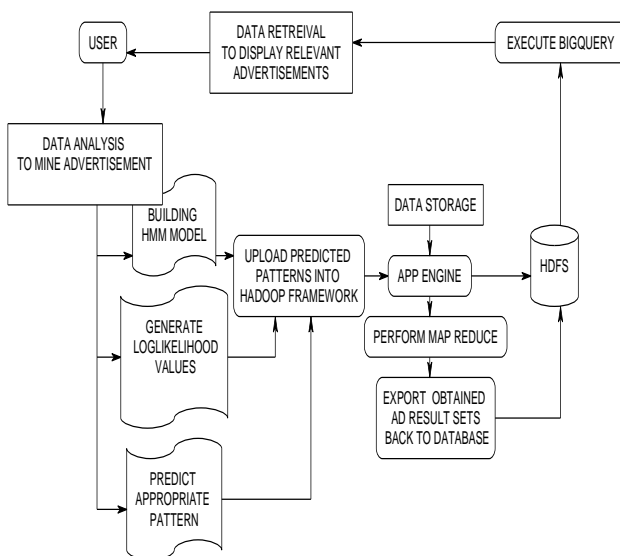 USER
DATA RETREIVAL
TO DISPLAY RELEVANT
ADVERTISEMENTS
EXECUTE BIGQUERY
DATA ANALYSIS
TO MINE ADVERTISEMENT
BUILDING
HMM MODEL
UPLOAD PREDICTED
PATTERNS INTO
HADOOP FRAMEWORK
DATA STORAGE
APP ENGINE
HDFS
GENERATE
LOGLIKELIHOOD
VALUES
PERFORM MAP REDUCE
EXPORT OBTAINED
AD RESULT SETS
BACK TO DATABASE
PREDICT
APPROPRIATE
PATTERN